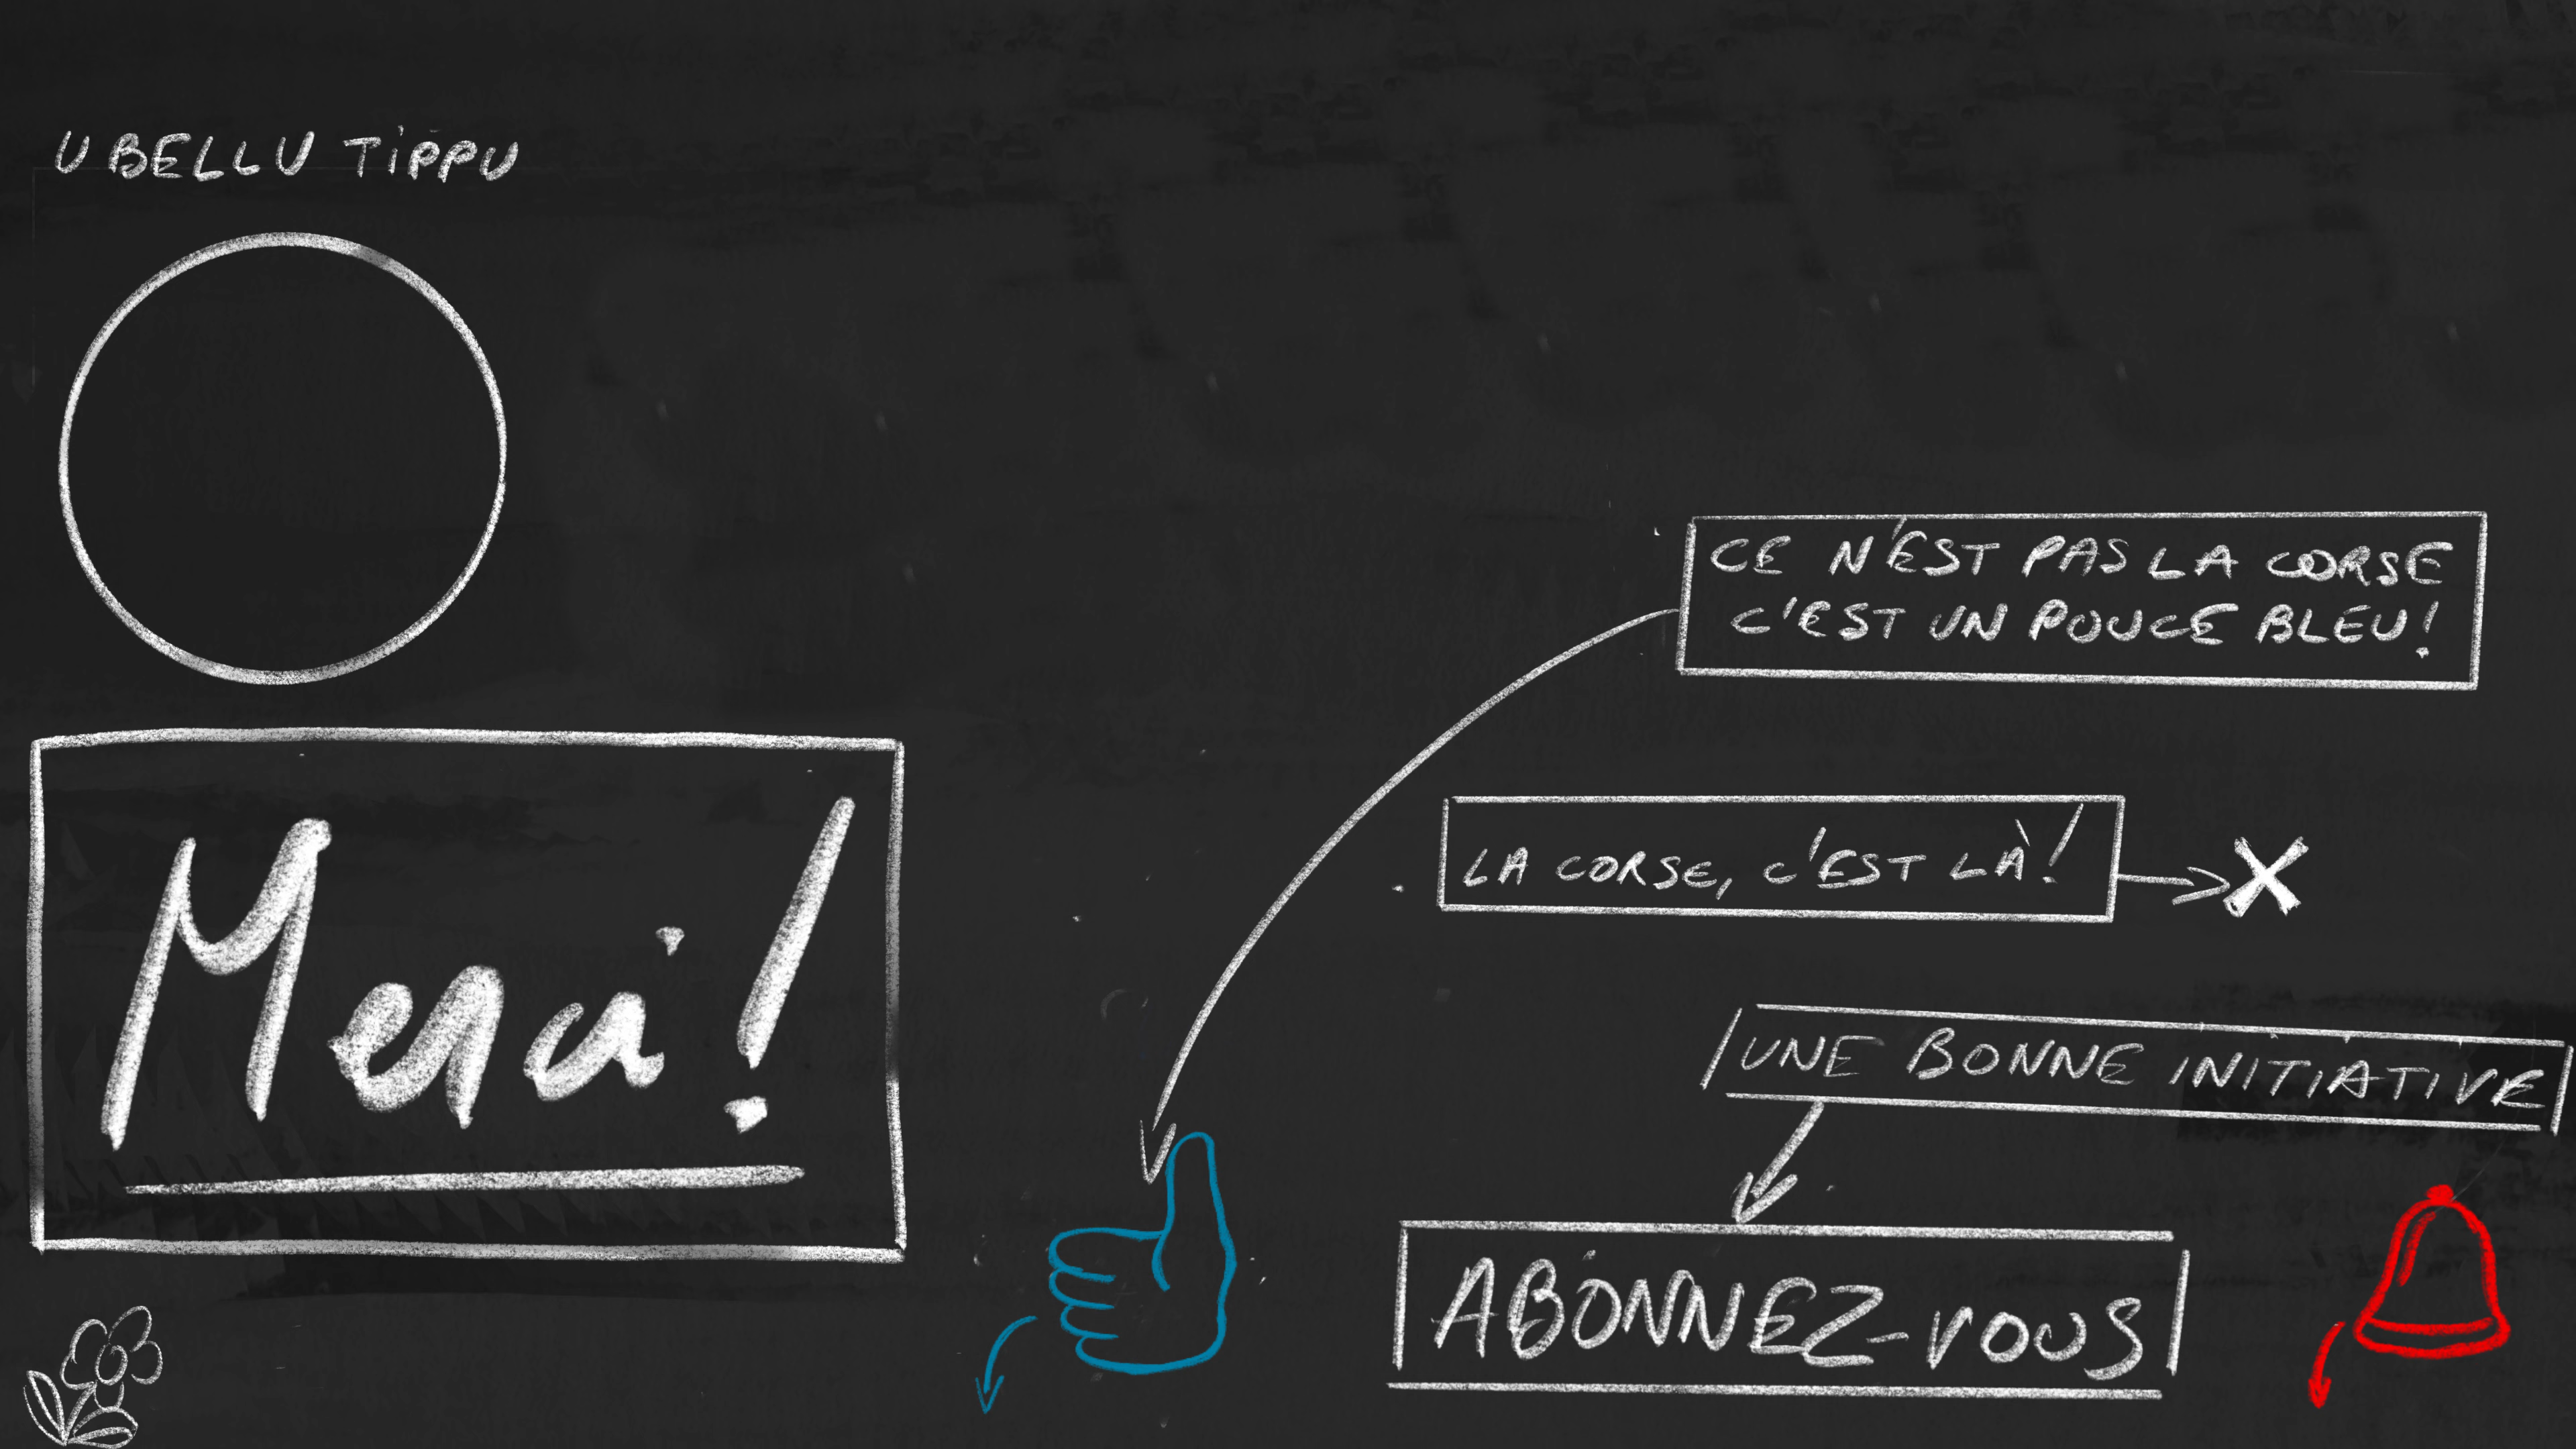 U BELLU TIPPU
CE N'EST PAS LA CORSE
C'EST UN POUCE BLEU!
LA CORSE, C'EST LÀ!
X
Merci!
UNE BONNE INITIATIVE
ABONNEZ-VOUS